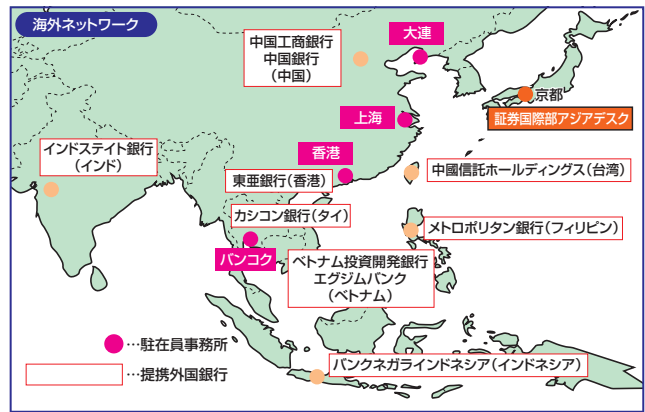 海外ネットワーク
中国工商銀行
中国銀行
(中国)
大連
京都
証券国際部アジアデスク
上海
インドステイト銀行
(インド)
香港
東亜銀行(香港)
中國信託ホールディングス(台湾)
カシコン銀行(タイ)
メトロポリタン銀行(フィリピン)
バンコク
ベトナム投資開発銀行
エグジムバンク
(ベトナム)
…駐在員事務所
バンクネガラインドネシア(インドネシア)
…提携外国銀行